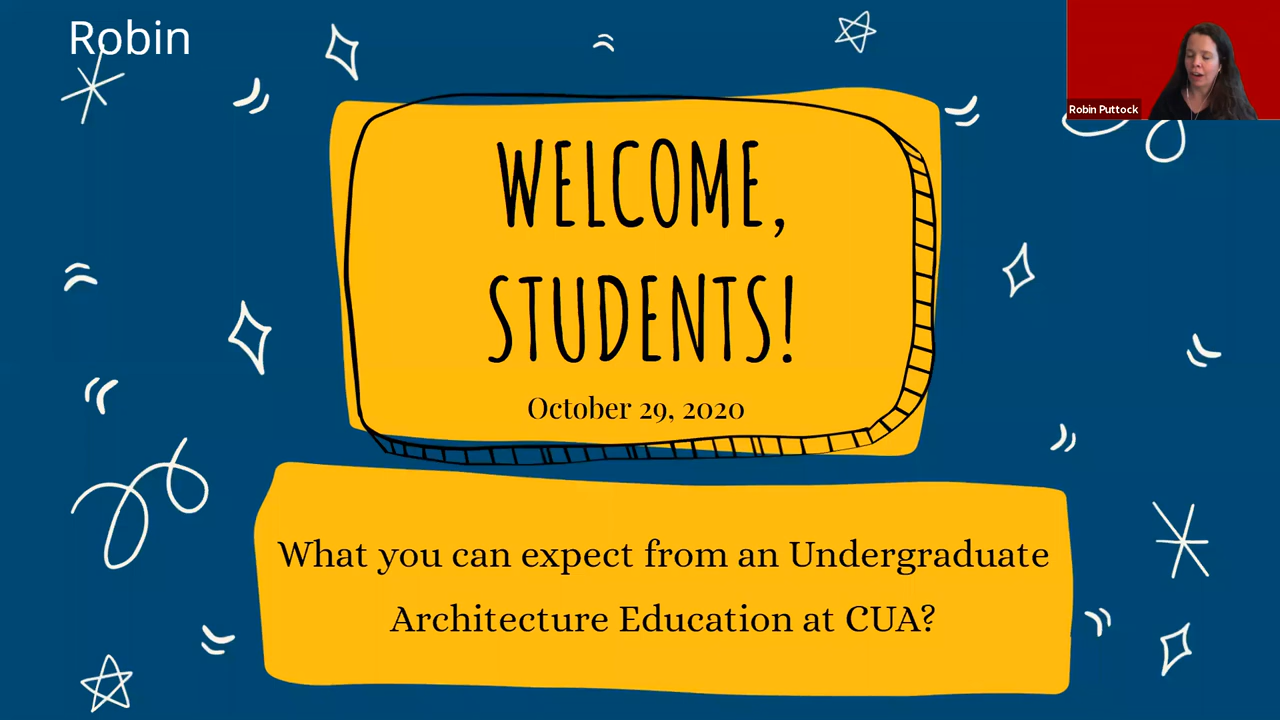 Robin
Robin Puttock
WELCOME,
STUDENTS!
October 29, 2020
What you can expect from an Undergraduate
Architecture Education at CUA?